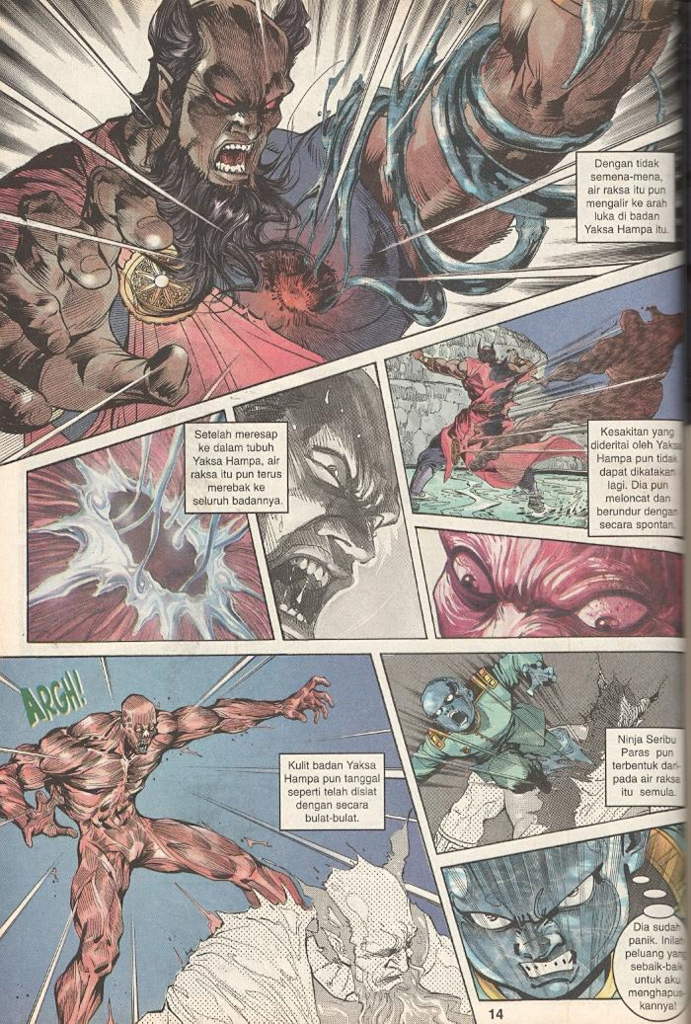 Dengan tidak
semena-mena,
air raksa itu pun
mengalir ke arah
luka di badan
Yaksa Hampa itu.
Setelah meresap
ke dalam tubuh
Yaksa Hampa, air
raksa itu pun terus
merebak ke
seluruh badannya.
Kesakitan yang
dideritai oleh Yaksa
Hampa pun tidak
dapat dikatakan
lagi. Dia pun
meloncat dan
berundur dengan
secara spontan.
ARGH!
Kulit badan Yaksa
Hampa pun tanggal
seperti telah disiat
dengan secara
bulat-bulat.
Ninja Seribu
Paras pun
terbentuk dari-
pada air raksa
itu semula.
Dia sudah
panik. Inilah
peluang yang
sebaik-baik
untuk aku
menghapus-
kannya!
14